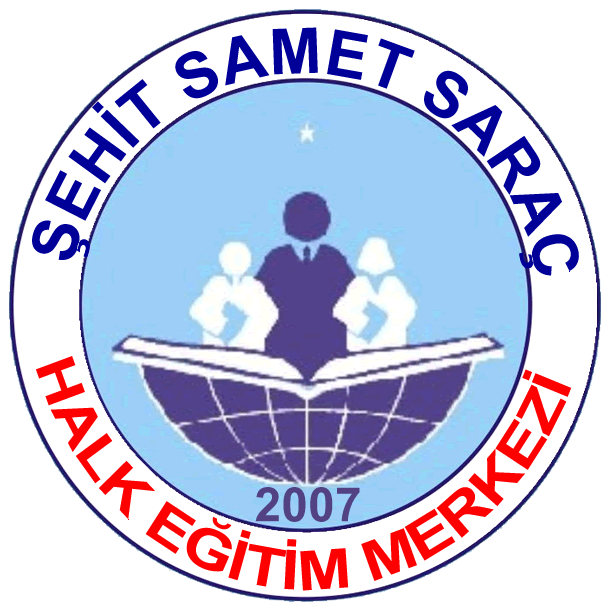 ŞEHİT SAMET SARAÇ
2007
HALK EĞİTİM MERKEZİ